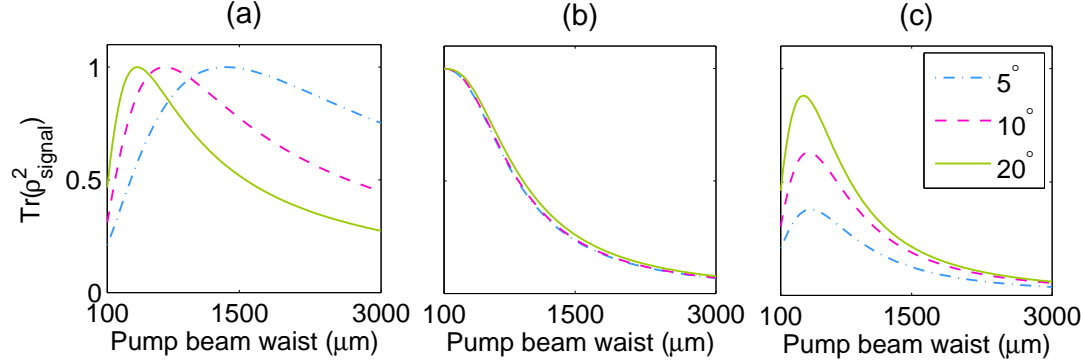 (a) (b) (c)
1
0.5
0
Tr(ρ²signal)
5°
10°
20°
100 1500 3000 100 1500 3000 100 1500 3000
Pump beam waist (μm) Pump beam waist (μm) Pump beam waist (μm)